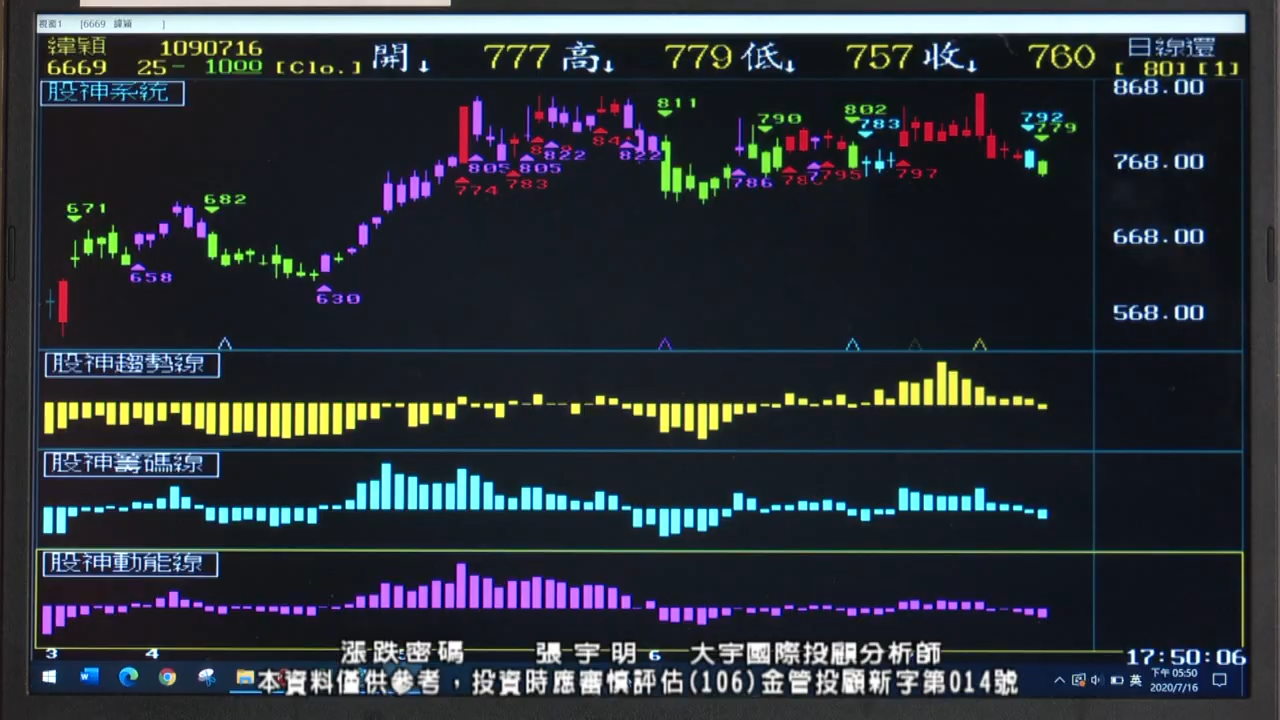 視窗1 [6669 緯穎 ]
緯穎 1090716 開↓ 777 高↓ 779 低↓ 757 收↓ 760 日線還
6669 25- 10:00 [Clo.] [ 80][1]
股神系統
868.00
768.00
668.00
568.00
671
658
682
630
774
805
783
805
822
822
811
786
790
795
802
783
797
792
779
股神趨勢線
股神籌碼線
股神動能線
3 4 6
17:50:06
漲跌密碼 張宇明 大宇國際投顧分析師
本資料僅供參考，投資時應審慎評估(106)金管投顧新字第014號
英 下午 05:50
2020/7/16